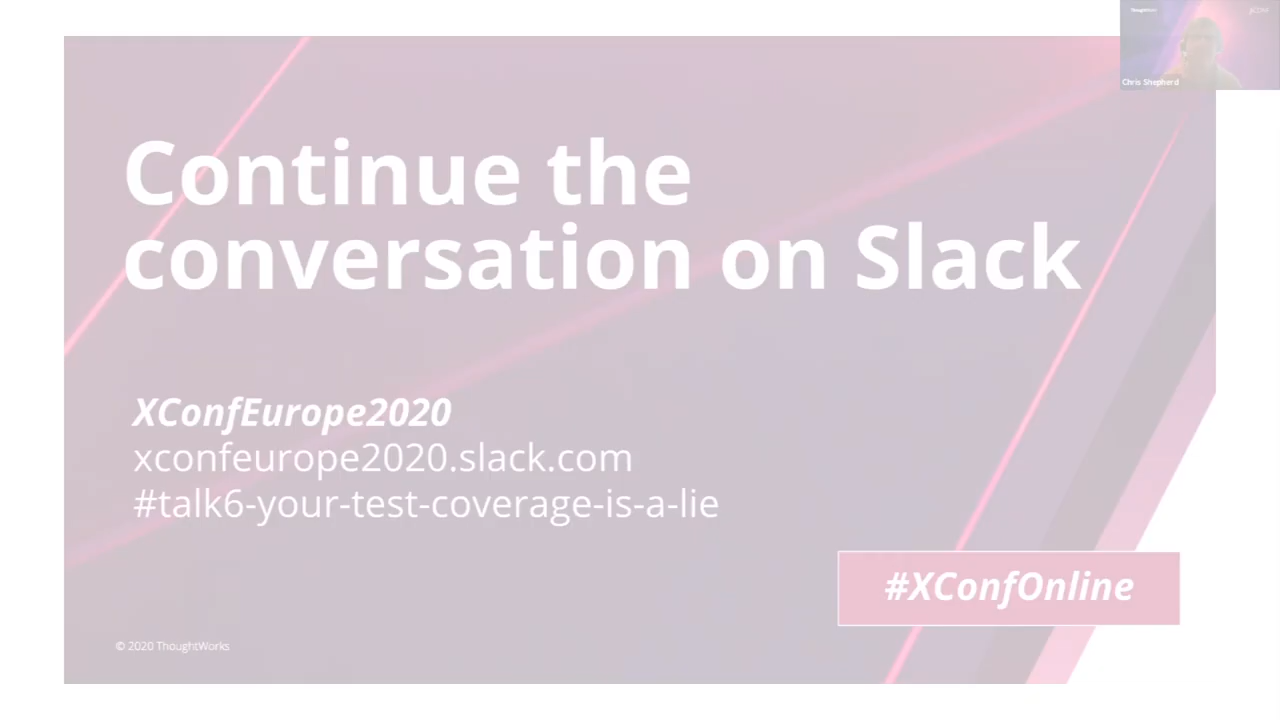 ThoughtWorks
Chris Shepherd
Continue the
conversation on Slack
XConfEurope2020
xconfeurope2020.slack.com
#talk6-your-test-coverage-is-a-lie
#XConfOnline
© 2020 ThoughtWorks